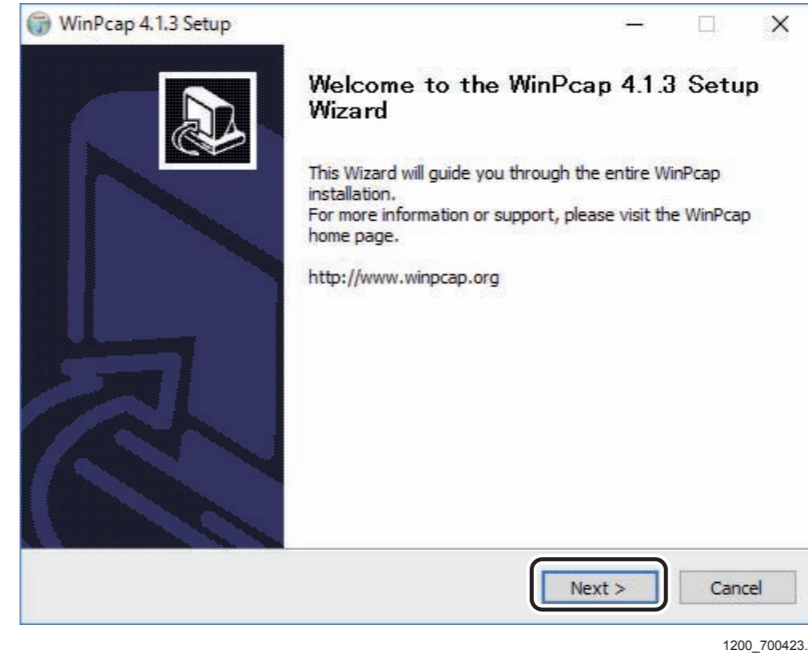 WinPcap 4.1.3 Setup
Welcome to the WinPcap 4.1.3 Setup
Wizard
This Wizard will guide you through the entire WinPcap
installation.
For more information or support, please visit the WinPcap
home page.
http://www.winpcap.org
Next > Cancel
1200_700423.